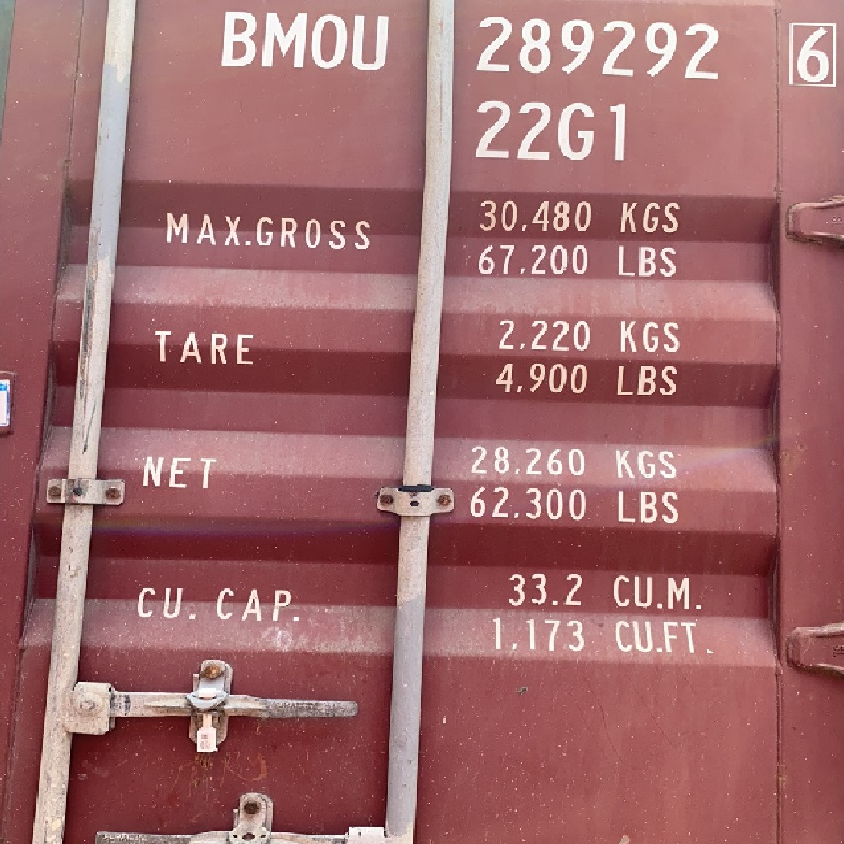 BMOU 289292 6
22G1
MAX.GROSS 30.480 KGS
67.200 LBS
TARE 2.220 KGS
4.900 LBS
NET 28.260 KGS
62.300 LBS
CU. CAP. 33.2 CU.M.
1.173 CU.FT.